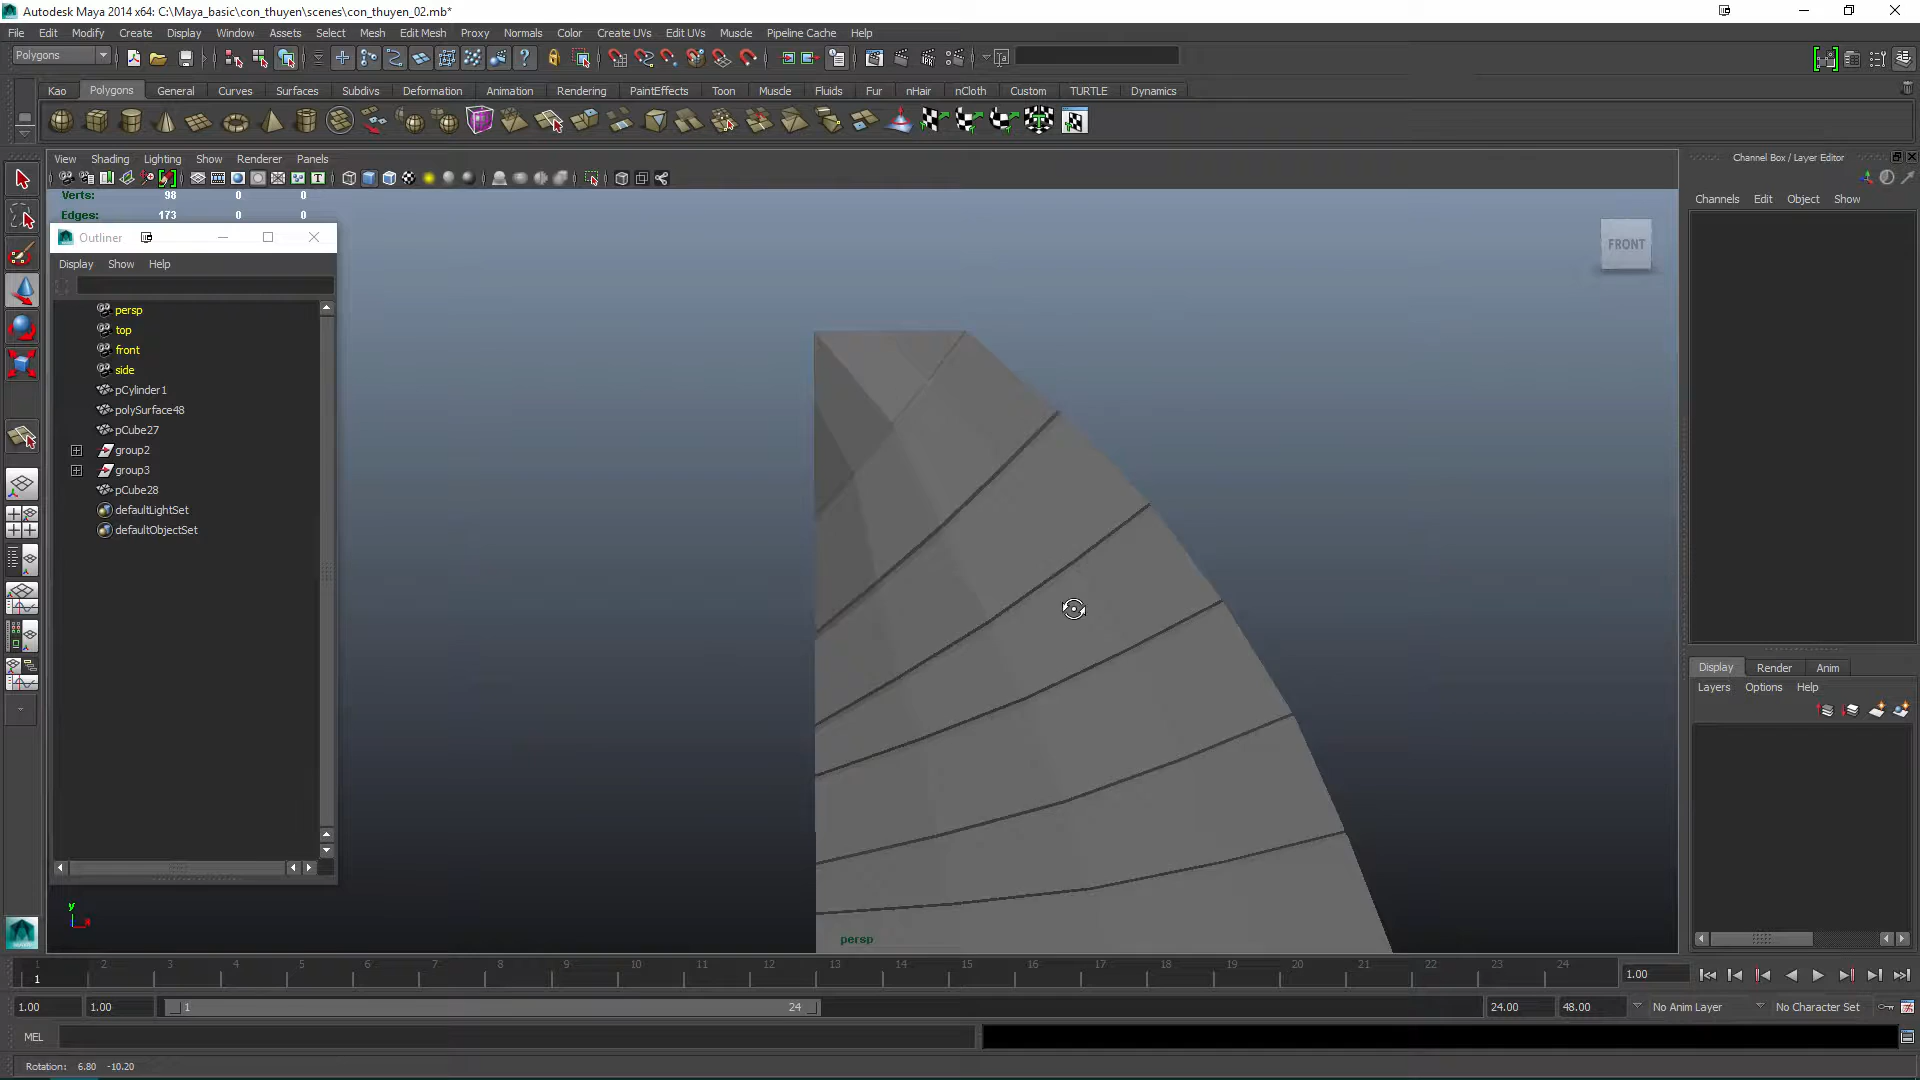 Autodesk Maya 2014 x64: C:\Maya_basic\con_thuyen\scenes\con_thuyen_02.mb*
File Edit Modify Create Display Window Assets Select Mesh Edit Mesh Proxy Normals Color Create UVs Edit UVs Muscle Pipeline Cache Help
Polygons
Kao Polygons General Curves Surfaces Subdivs Deformation Animation Rendering PaintEffects Toon Muscle Fluids Fur nHair nCloth Custom TURTLE Dynamics
View Shading Lighting Show Renderer Panels
Channel Box / Layer Editor
Channels Edit Object Show
Verts: 98 0 0
Edges: 173 0 0
Outliner
Display Show Help
FRONT
persp
top
front
side
pCylinder1
polySurface48
pCube27
group2
group3
pCube28
defaultLightSet
defaultObjectSet
Display Render Anim
Layers Options Help
y
persp
1 2 3 4 5 6 7 8 9 10 11 12 13 14 15 16 17 18 19 20 21 22 23 24
1
1.00
1.00 1.00 1 24 24.00 48.00 No Anim Layer No Character Set
MEL
Rotation: 6.80 -10.20